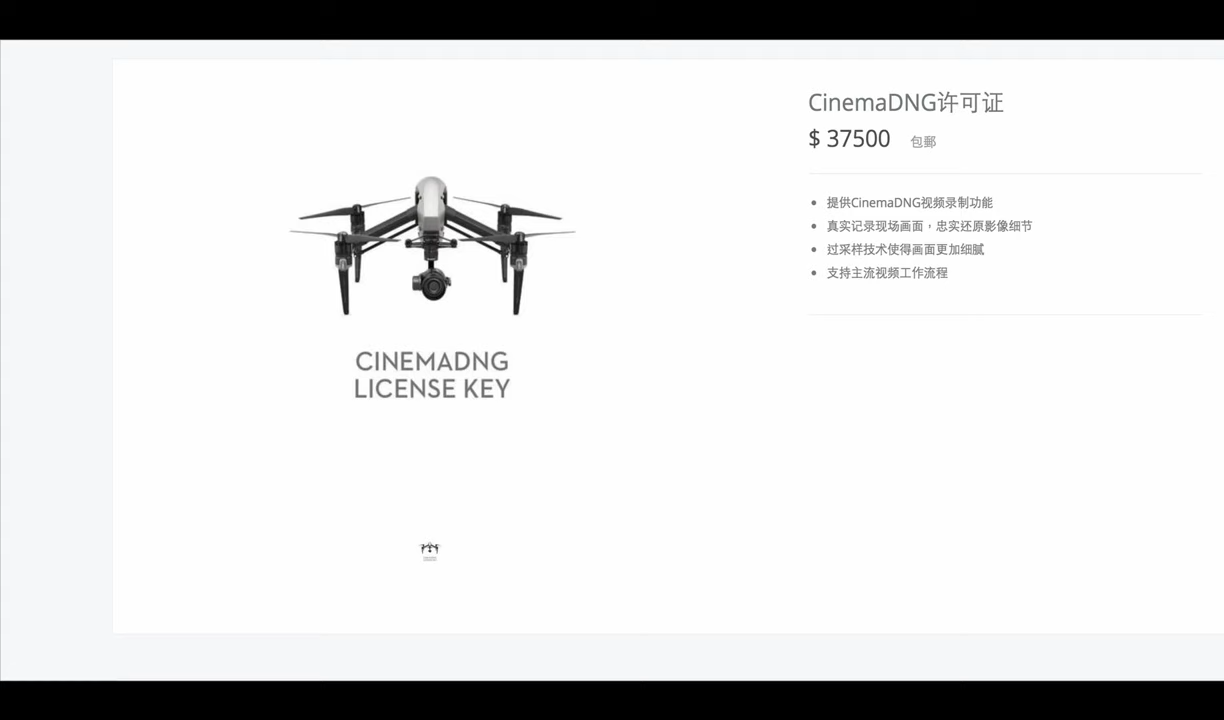 CinemaDNG许可证
$ 37500 包郵
提供CinemaDNG视频录制功能
真实记录现场画面，忠实还原影像细节
过采样技术使得画面更加细腻
支持主流视频工作流程
CINEMADNG
LICENSE KEY